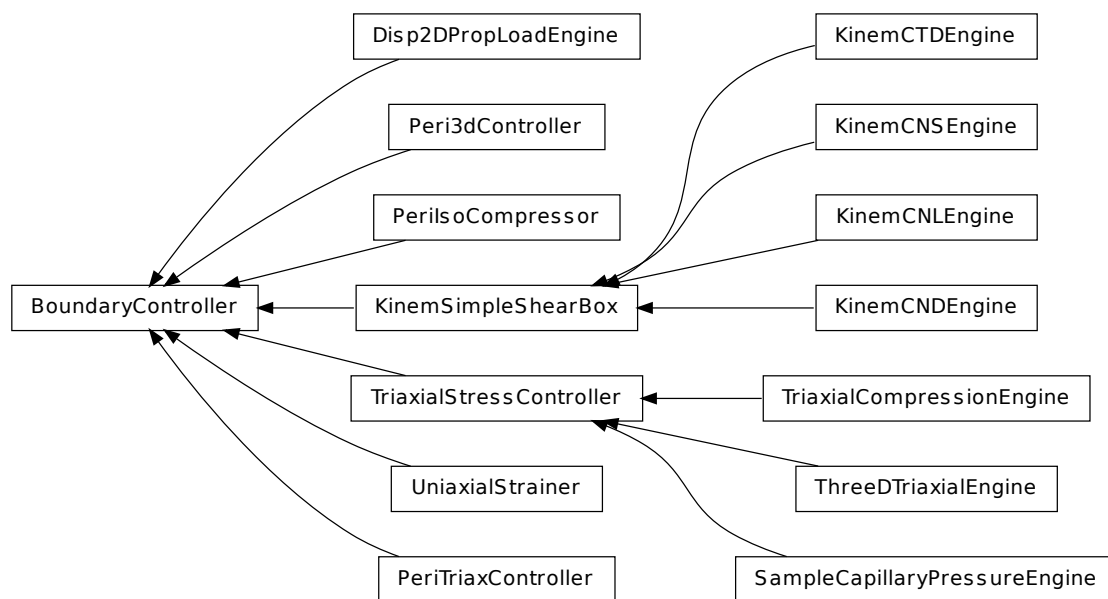 Disp2DPropLoadEngine
KinemCTDEngine
Peri3dController
KinemCNSEngine
PeriIsoCompressor
KinemCNLEngine
BoundaryController
KinemSimpleShearBox
KinemCNDEngine
TriaxialStressController
TriaxialCompressionEngine
UniaxialStrainer
ThreeDTriaxialEngine
PeriTriaxController
SampleCapillaryPressureEngine